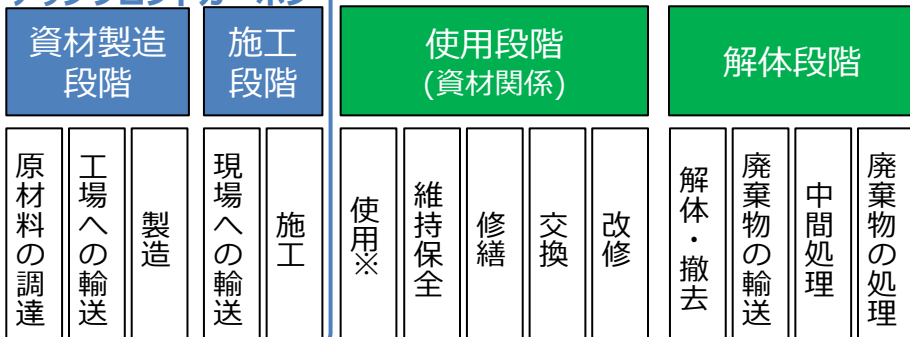 資材製造
段階
施工
段階
使用段階
(資材関係)
解体段階
原材料の調達
工場への輸送
製造
現場への輸送
施工
使用※
維持保全
修繕
交換
改修
解体・撤去
廃棄物の輸送
中間処理
廃棄物の処理